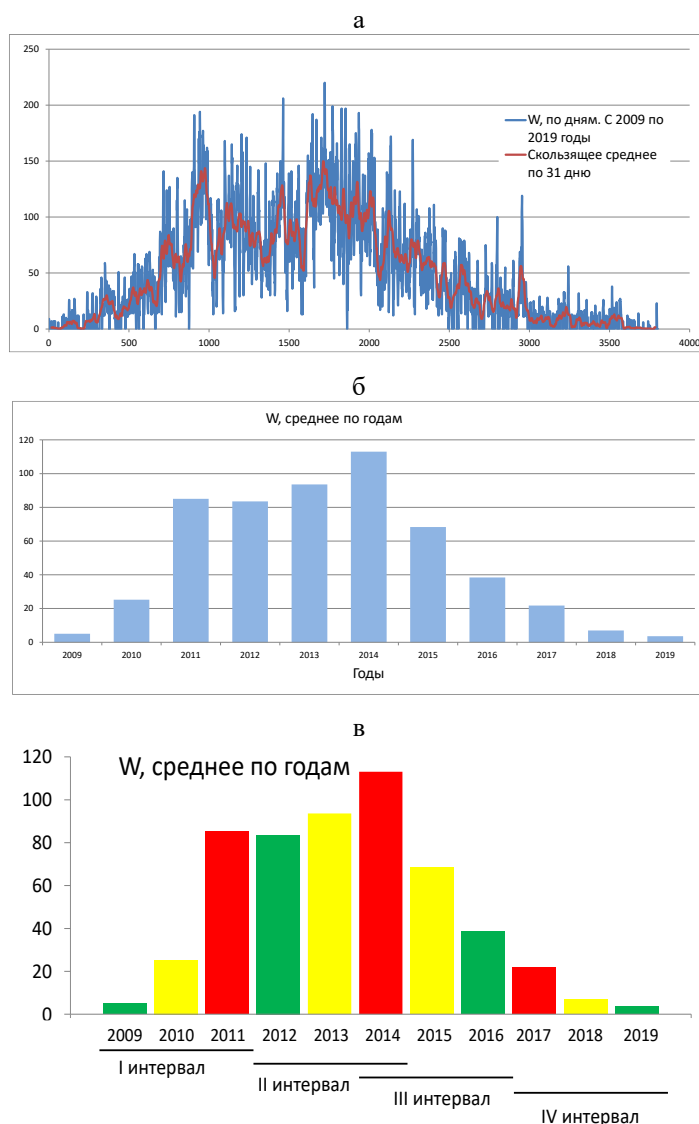 а
250
200
150
100
50
0
0 500 1000 1500 2000 2500 3000 3500 4000
W, по дням. С 2009 по
2019 годы
Скользящее среднее
по 31 дню
б
W, среднее по годам
120
100
80
60
40
20
0
2009 2010 2011 2012 2013 2014 2015 2016 2017 2018 2019
Годы
в
W, среднее по годам
120
100
80
60
40
20
0
2009 2010 2011 2012 2013 2014 2015 2016 2017 2018 2019
I интервал
II интервал
III интервал
IV интервал